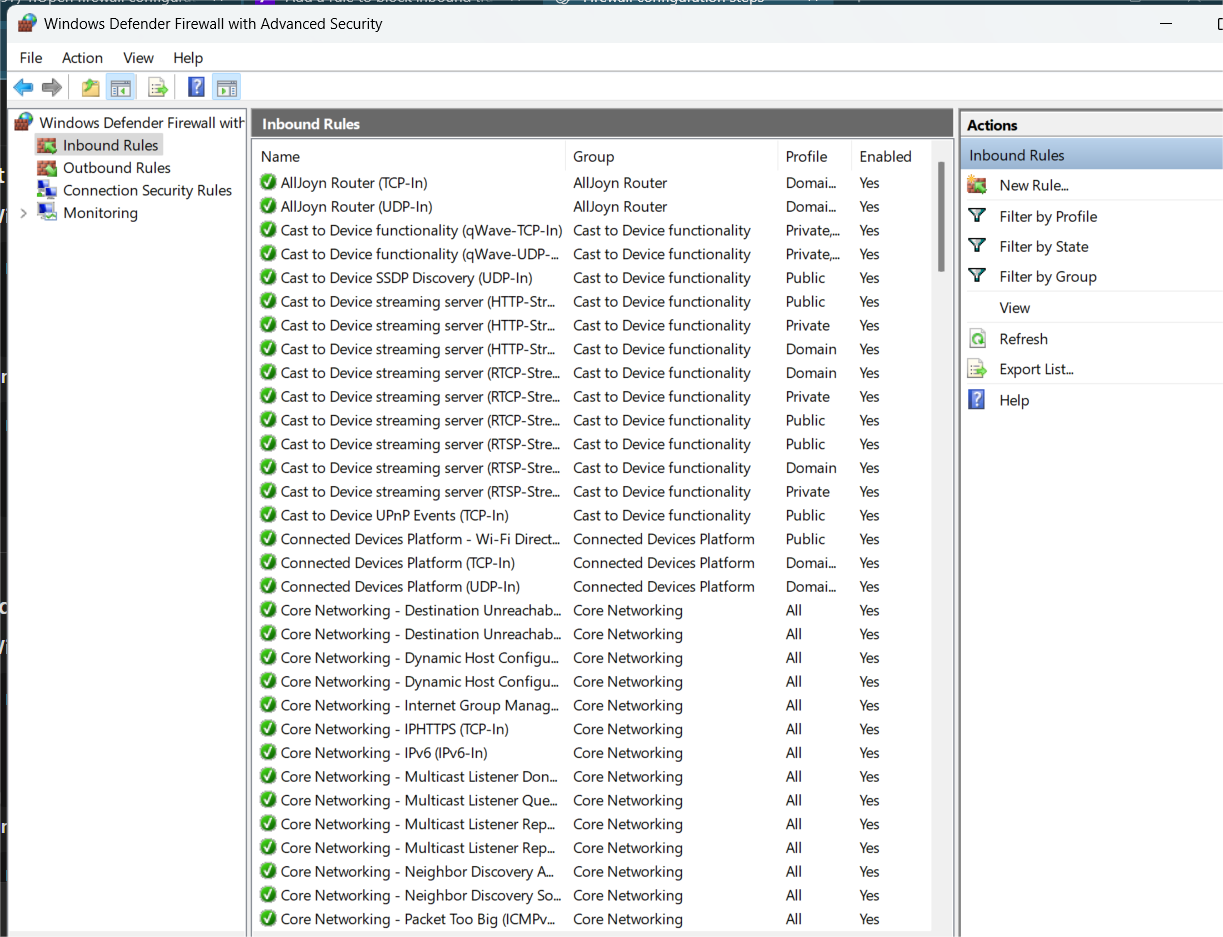 Windows Defender Firewall with Advanced Security
File Action View Help
Windows Defender Firewall with
Inbound Rules
Outbound Rules
Connection Security Rules
Monitoring
Inbound Rules
Name Group Profile Enabled
AllJoyn Router (TCP-In) AllJoyn Router Domai... Yes
AllJoyn Router (UDP-In) AllJoyn Router Domai... Yes
Cast to Device functionality (qWave-TCP-In) Cast to Device functionality Private,... Yes
Cast to Device functionality (qWave-UDP-... Cast to Device functionality Private,... Yes
Cast to Device SSDP Discovery (UDP-In) Cast to Device functionality Public Yes
Cast to Device streaming server (HTTP-Str... Cast to Device functionality Public Yes
Cast to Device streaming server (HTTP-Str... Cast to Device functionality Private Yes
Cast to Device streaming server (HTTP-Str... Cast to Device functionality Domain Yes
Cast to Device streaming server (RTCP-Stre... Cast to Device functionality Domain Yes
Cast to Device streaming server (RTCP-Stre... Cast to Device functionality Private Yes
Cast to Device streaming server (RTCP-Stre... Cast to Device functionality Public Yes
Cast to Device streaming server (RTSP-Stre... Cast to Device functionality Public Yes
Cast to Device streaming server (RTSP-Stre... Cast to Device functionality Domain Yes
Cast to Device streaming server (RTSP-Stre... Cast to Device functionality Private Yes
Cast to Device UPnP Events (TCP-In) Cast to Device functionality Public Yes
Connected Devices Platform - Wi-Fi Direct... Connected Devices Platform Public Yes
Connected Devices Platform (TCP-In) Connected Devices Platform Domai... Yes
Connected Devices Platform (UDP-In) Connected Devices Platform Domai... Yes
Core Networking - Destination Unreachab... Core Networking All Yes
Core Networking - Destination Unreachab... Core Networking All Yes
Core Networking - Dynamic Host Configu... Core Networking All Yes
Core Networking - Dynamic Host Configu... Core Networking All Yes
Core Networking - Internet Group Manag... Core Networking All Yes
Core Networking - IPHTTPS (TCP-In) Core Networking All Yes
Core Networking - IPv6 (IPv6-In) Core Networking All Yes
Core Networking - Multicast Listener Don... Core Networking All Yes
Core Networking - Multicast Listener Que... Core Networking All Yes
Core Networking - Multicast Listener Rep... Core Networking All Yes
Core Networking - Multicast Listener Rep... Core Networking All Yes
Core Networking - Neighbor Discovery A... Core Networking All Yes
Core Networking - Neighbor Discovery So... Core Networking All Yes
Core Networking - Packet Too Big (ICMPv... Core Networking All Yes
Actions
Inbound Rules
New Rule...
Filter by Profile
Filter by State
Filter by Group
View
Refresh
Export List...
Help